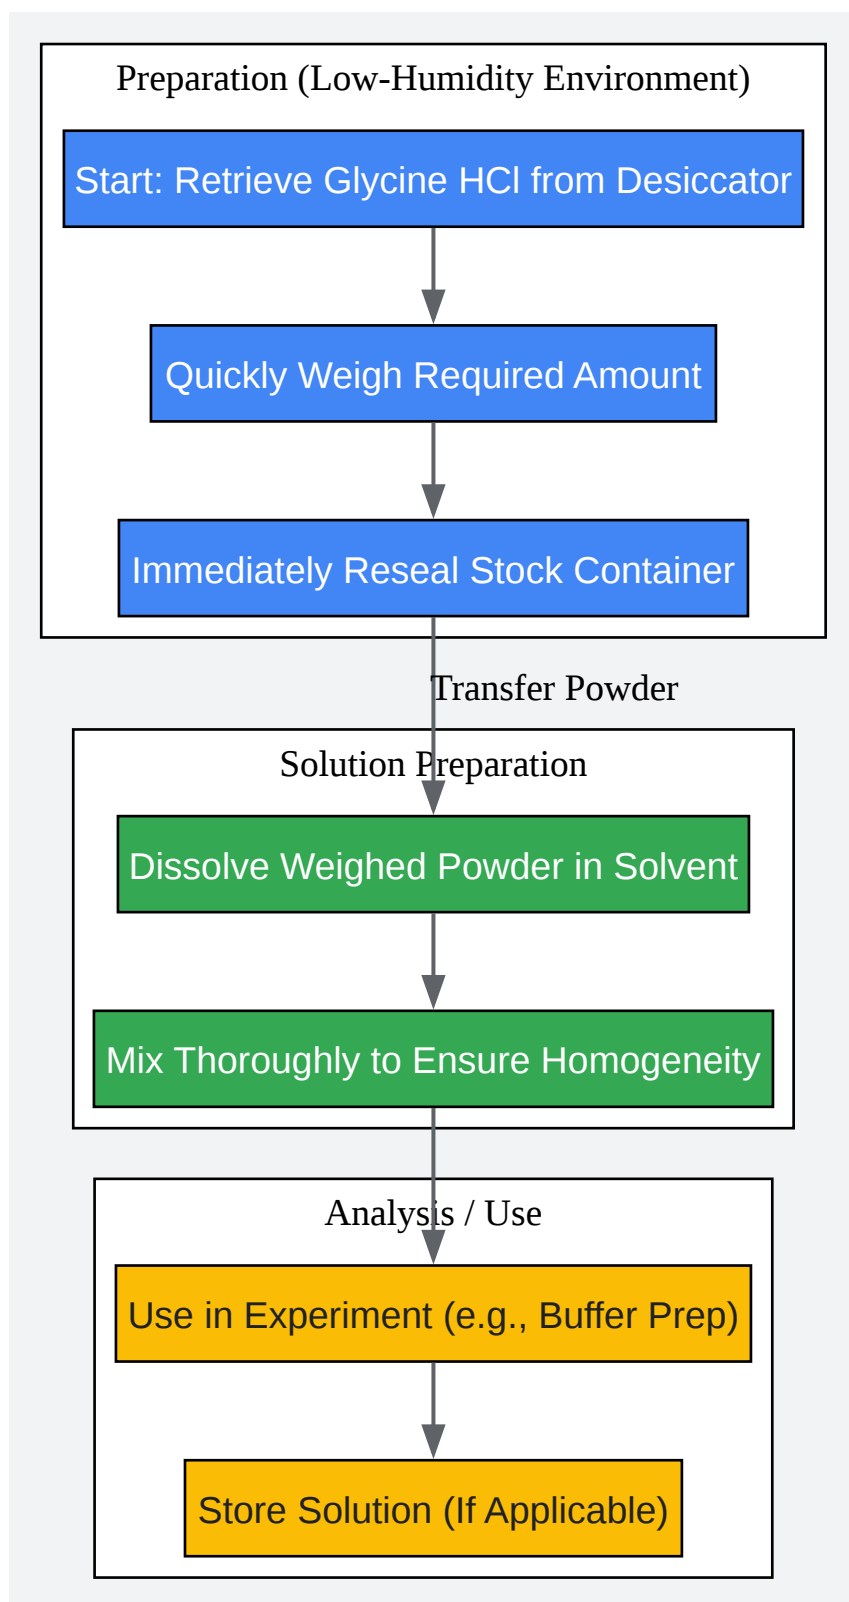 Preparation (Low-Humidity Environment)
Start: Retrieve Glycine HCl from Desiccator
Quickly Weigh Required Amount
Immediately Reseal Stock Container
Transfer Powder
Solution Preparation
Dissolve Weighed Powder in Solvent
Mix Thoroughly to Ensure Homogeneity
Analysis / Use
Use in Experiment (e.g., Buffer Prep)
Store Solution (If Applicable)